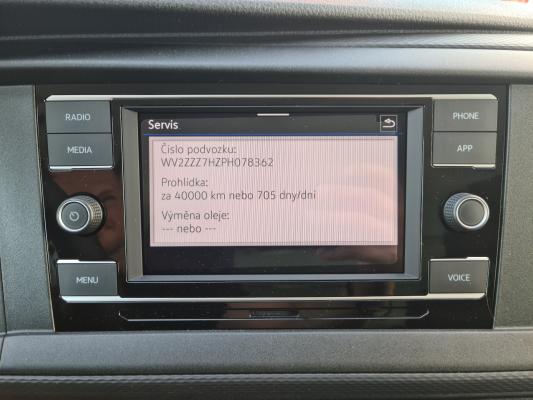 RADIO
MEDIA
MENU
Servis
Číslo podvozku:
WV2ZZZ7HZPH078362
Prohlídka:
za 40000 km nebo 705 dny/dní
Výměna oleje:
--- nebo ---
PHONE
APP
VOICE